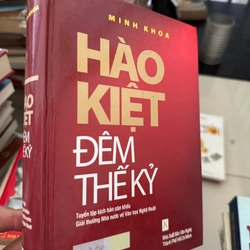 MINH KHOA
HÀO
KIỆT
ĐÊM
THẾ KỶ
Tuyển tập kịch bản sân khấu
Giải thưởng Nhà nước về Văn học Nghệ thuật
HÀO
KIỆT
ĐÊM
THẾ KỶ